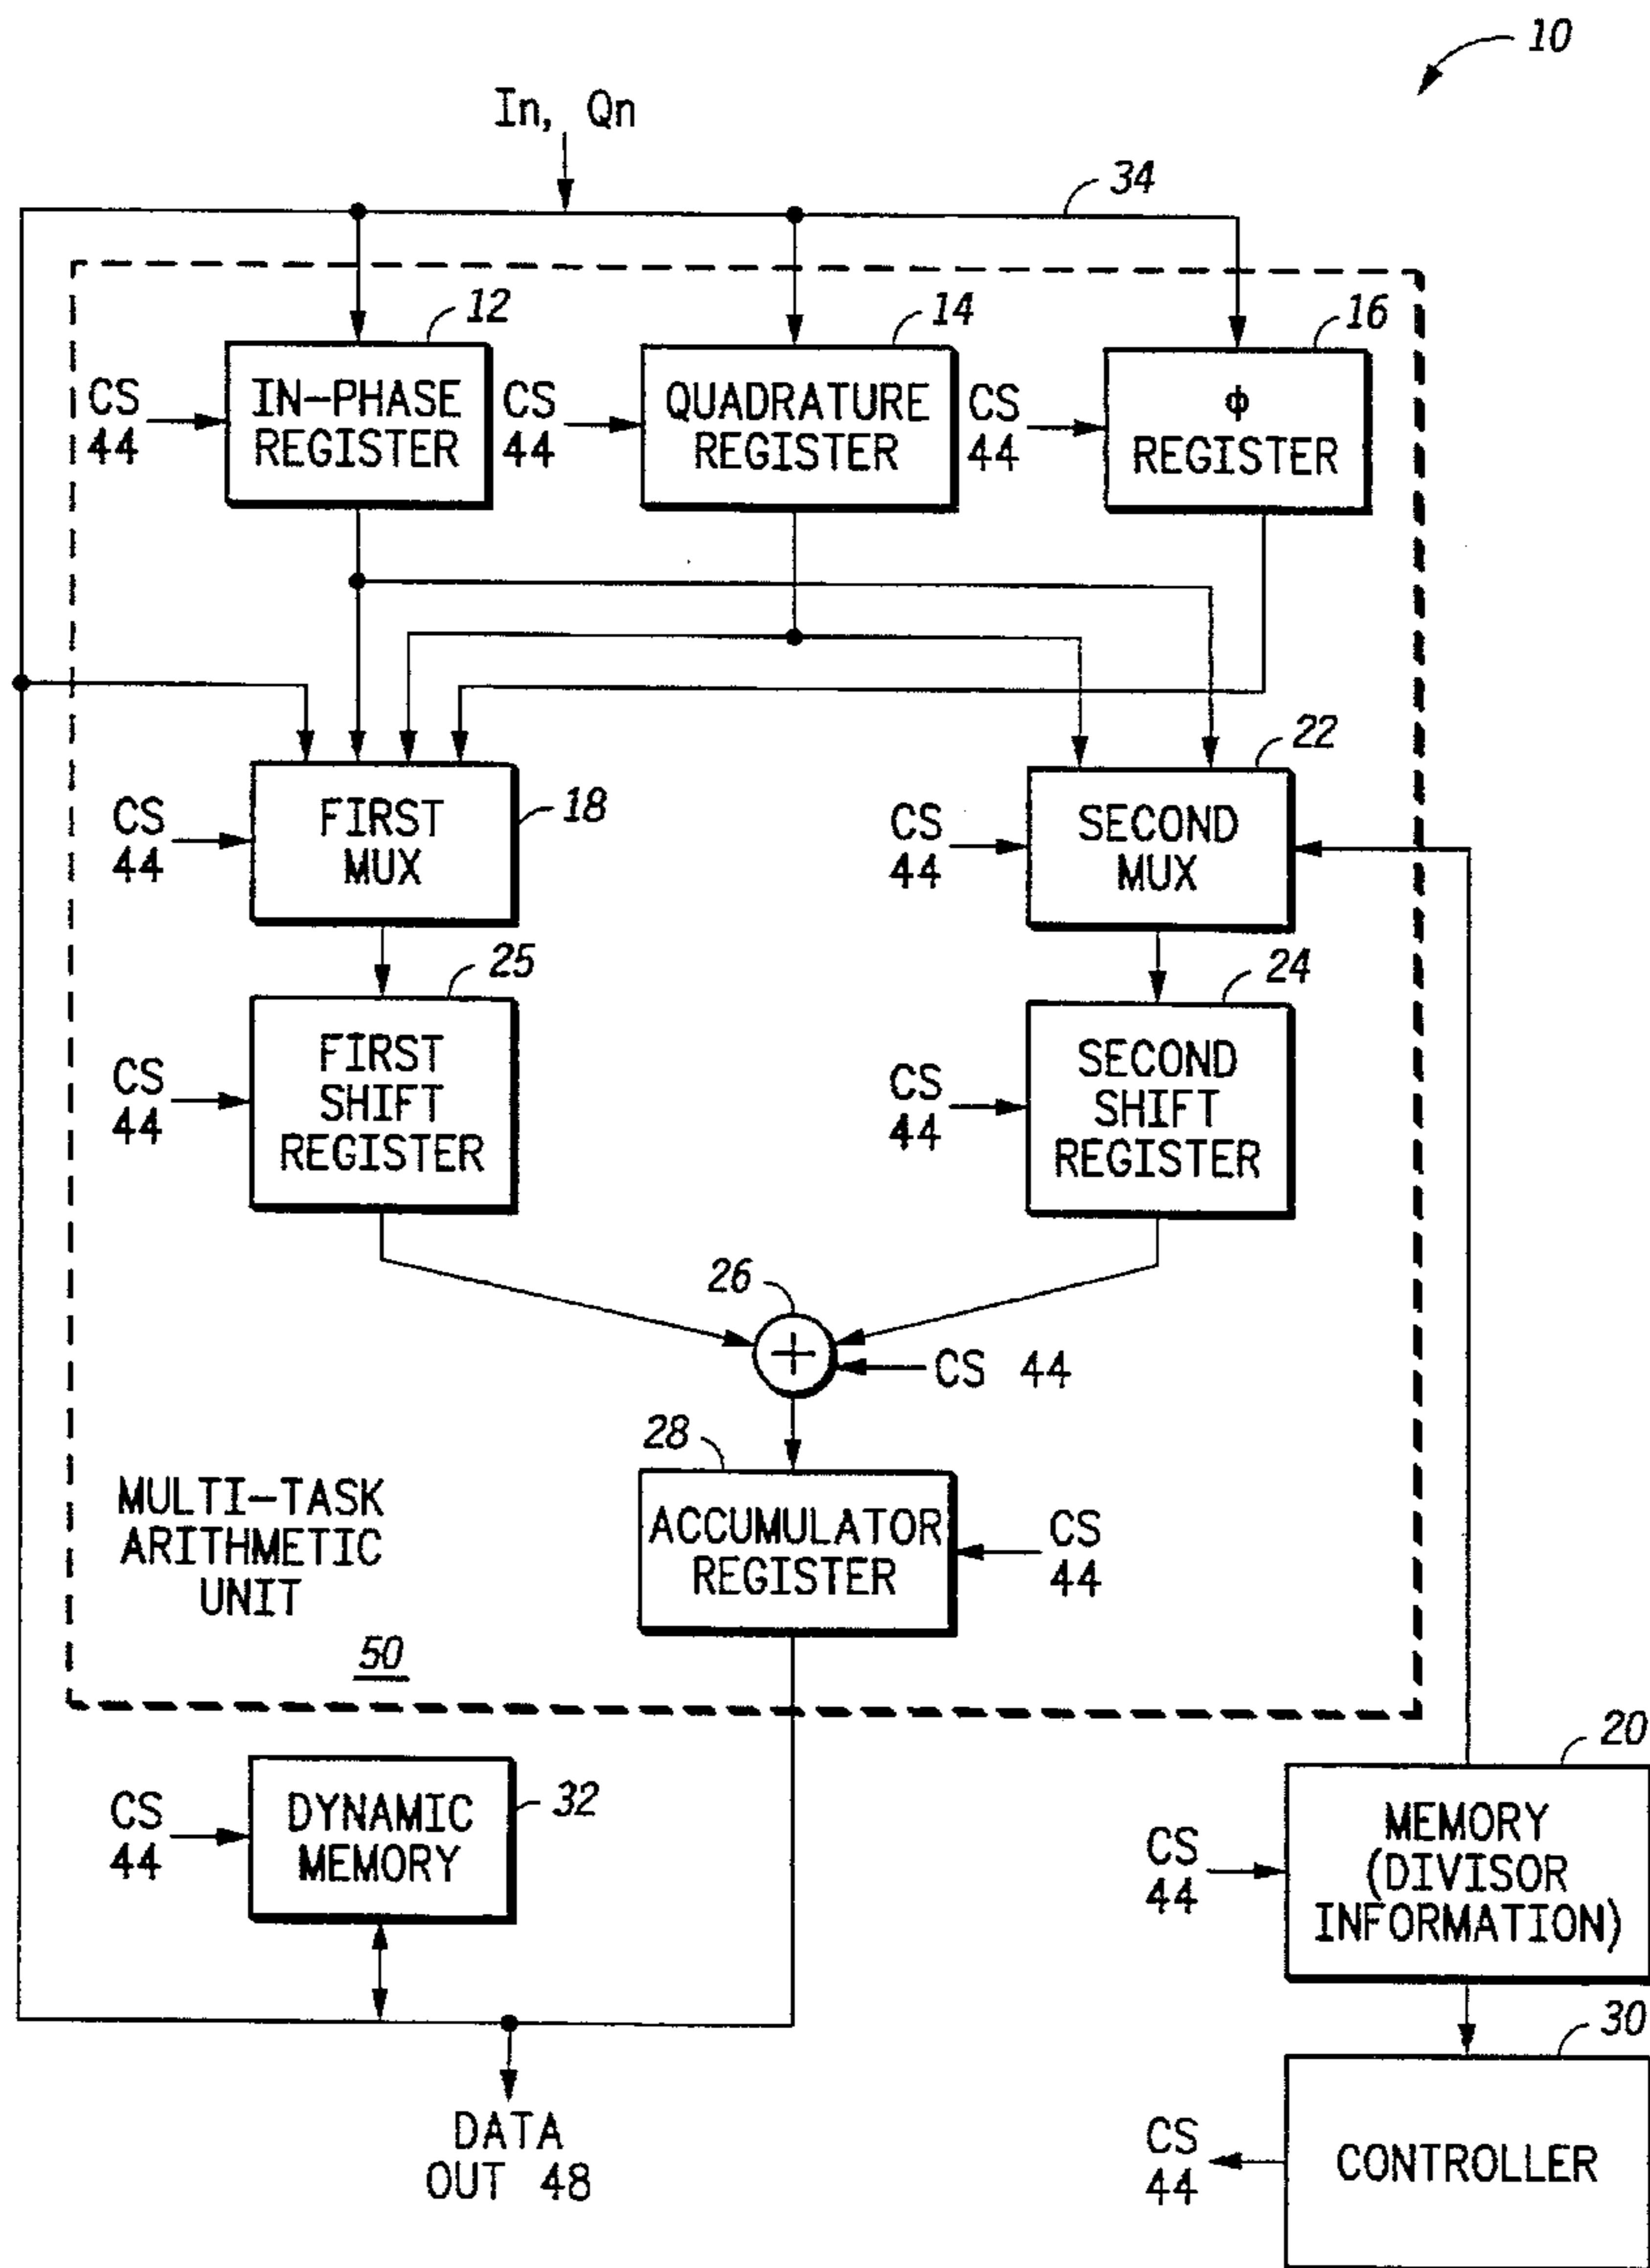 10
In, Qn
34
12
14
16
CS
44
IN-PHASE
REGISTER
CS
44
QUADRATURE
REGISTER
CS
44
Φ
REGISTER
22
CS
44
FIRST
MUX
18
CS
44
SECOND
MUX
25
24
CS
44
FIRST
SHIFT
REGISTER
CS
44
SECOND
SHIFT
REGISTER
26
+
CS 44
28
ACCUMULATOR
REGISTER
CS
44
MULTI-TASK
ARITHMETIC
UNIT
50
20
CS
44
DYNAMIC
MEMORY
32
CS
44
MEMORY
(DIVISOR
INFORMATION)
30
DATA
OUT 48
CS
44
CONTROLLER